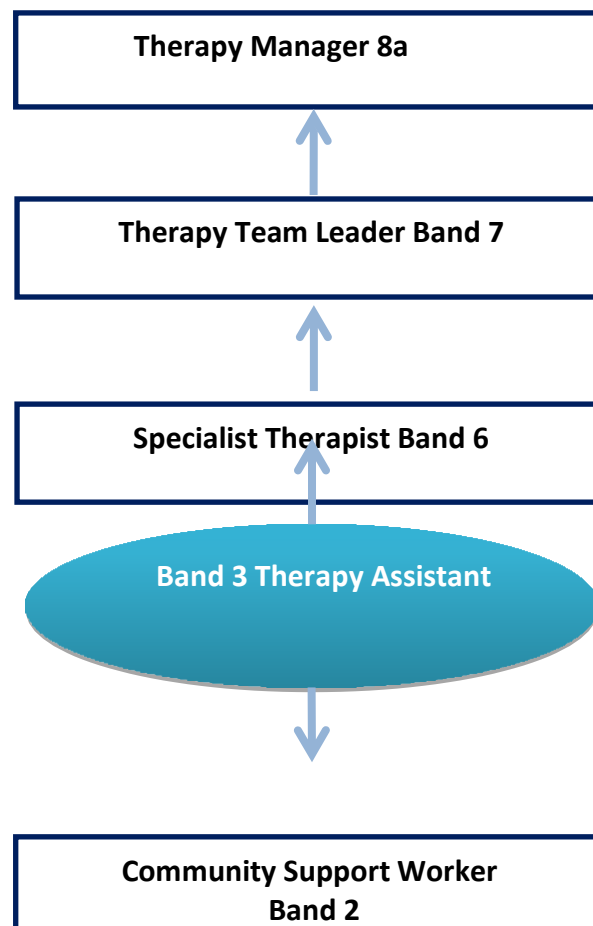 Therapy Manager 8a
Therapy Team Leader Band 7
Specialist Therapist Band 6
Band 3 Therapy Assistant
Community Support Worker
Band 2